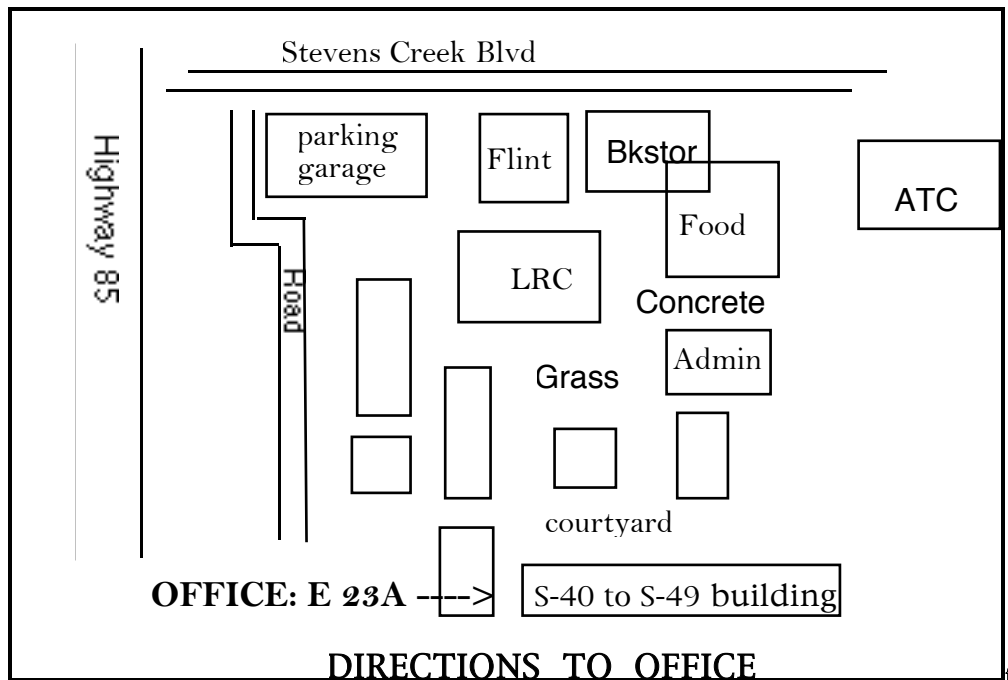 Stevens Creek Blvd
parking
garage
Flint
Bkstor
ATC
Highway 85
Food
LRC
Road
Concrete
Admin
Grass
courtyard
OFFICE: E 23A ---->
S-40 to S-49 building
DIRECTIONS TO OFFICE